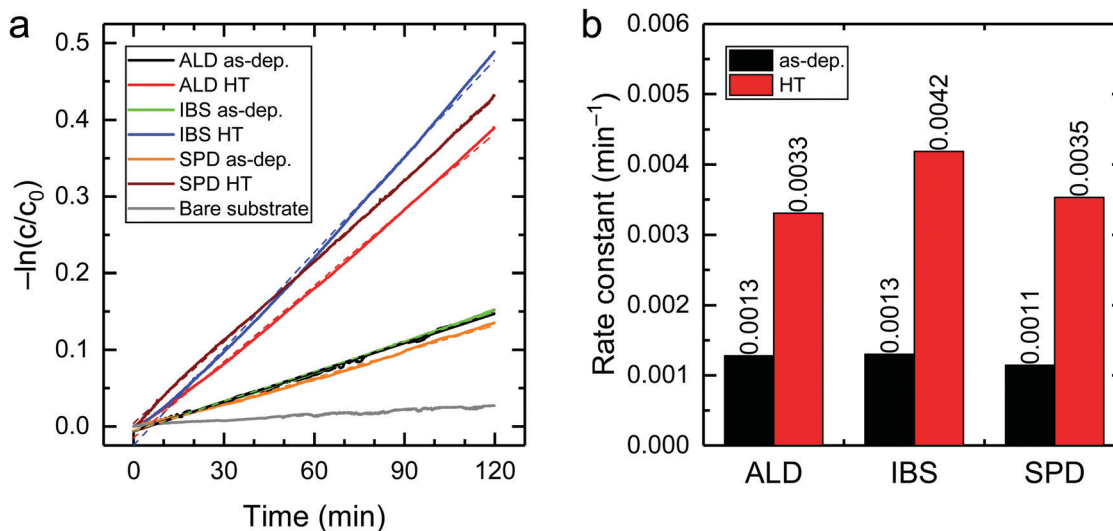 a
−ln(c/c0)
0.5
0.4
0.3
0.2
0.1
0.0
ALD as-dep.
ALD HT
IBS as-dep.
IBS HT
SPD as-dep.
SPD HT
Bare substrate
0 30 60 90 120
Time (min)
b
Rate constant (min−1)
0.006
0.005
0.004
0.003
0.002
0.001
0.000
as-dep.
HT
0.0013
0.0033
0.0013
0.0042
0.0011
0.0035
ALD IBS SPD